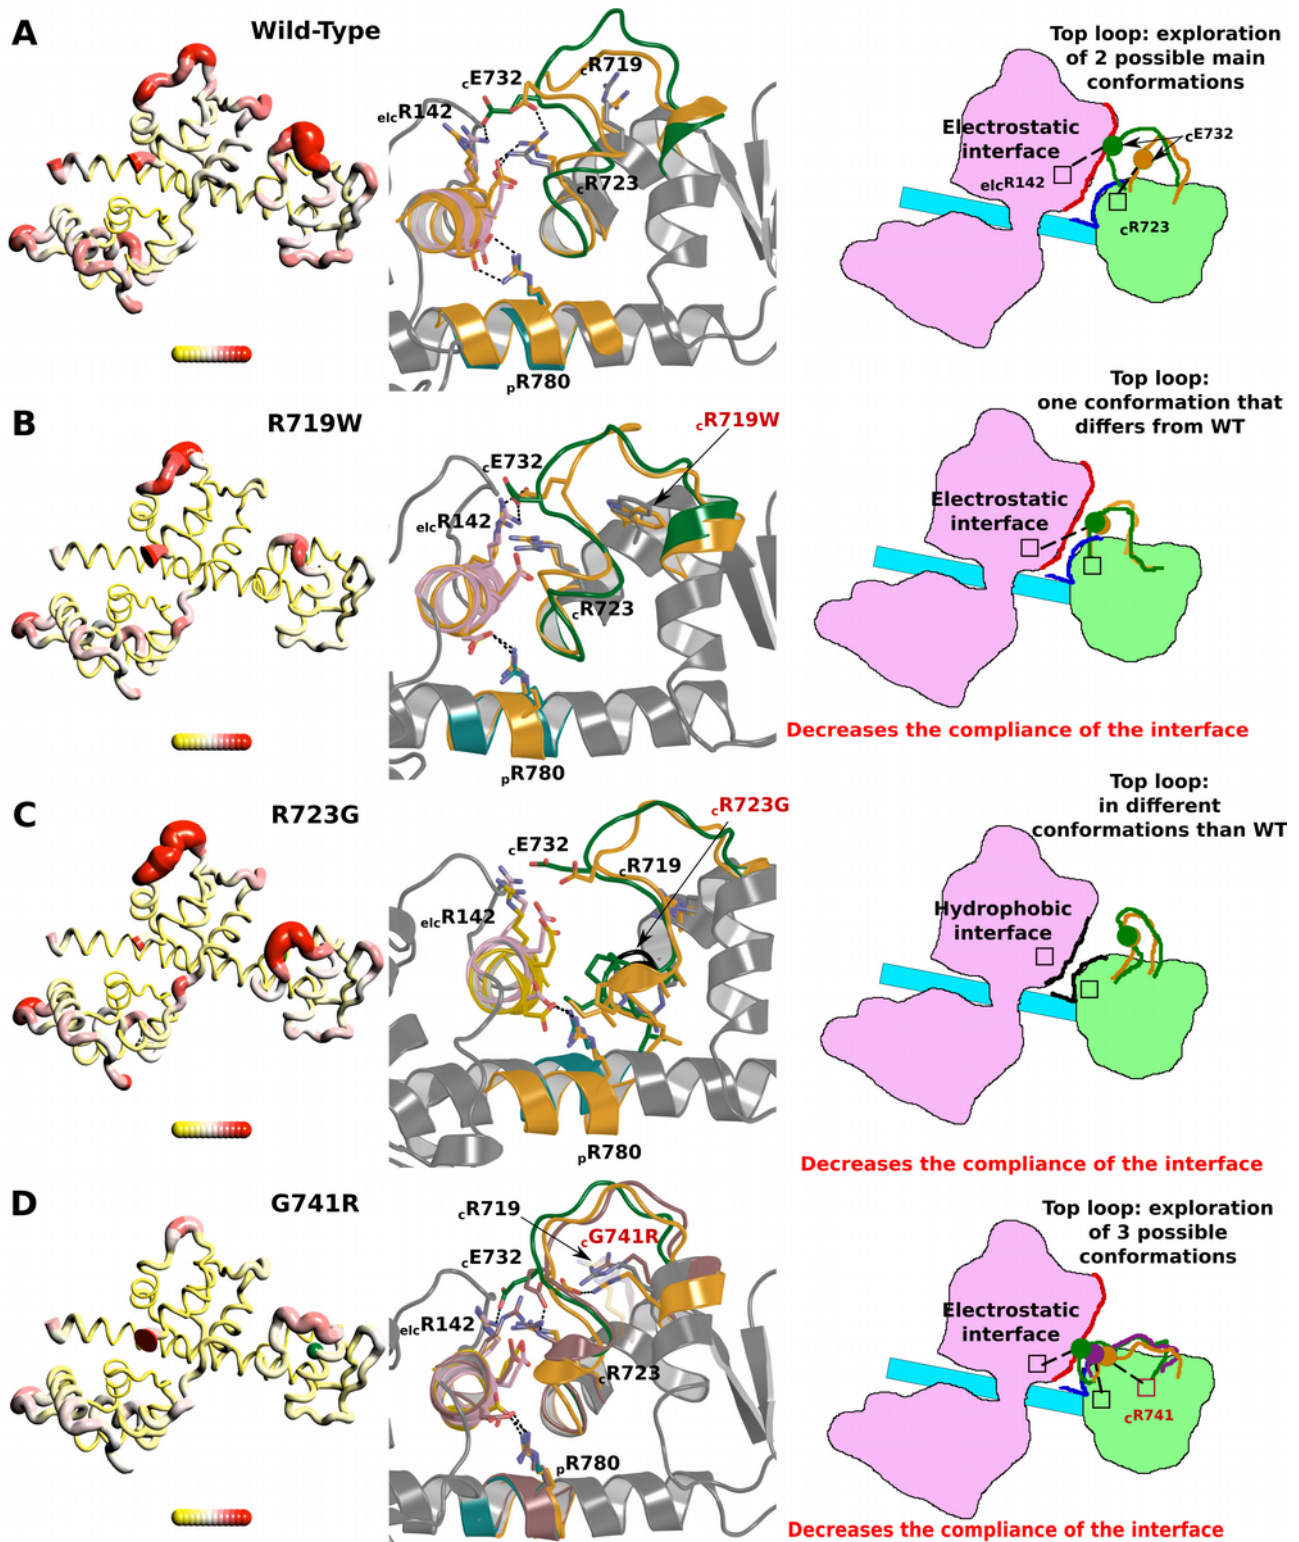 A
Wild-Type
cE732
cR719
elcR142
cR723
pR780
Top loop: exploration
of 2 possible main
conformations
Electrostatic
interface
cE732
elcR142
cR723
B
R719W
cR719W
cE732
elcR142
cR723
pR780
Top loop:
one conformation that
differs from WT
Electrostatic
interface
Decreases the compliance of the interface
C
R723G
cR723G
cE732
cR719
elcR142
pR780
Top loop:
in different
conformations than WT
Hydrophobic
interface
Decreases the compliance of the interface
D
G741R
cR719
cG741R
cE732
elcR142
cR723
pR780
Top loop: exploration
of 3 possible
conformations
Electrostatic
interface
cR741
Decreases the compliance of the interface